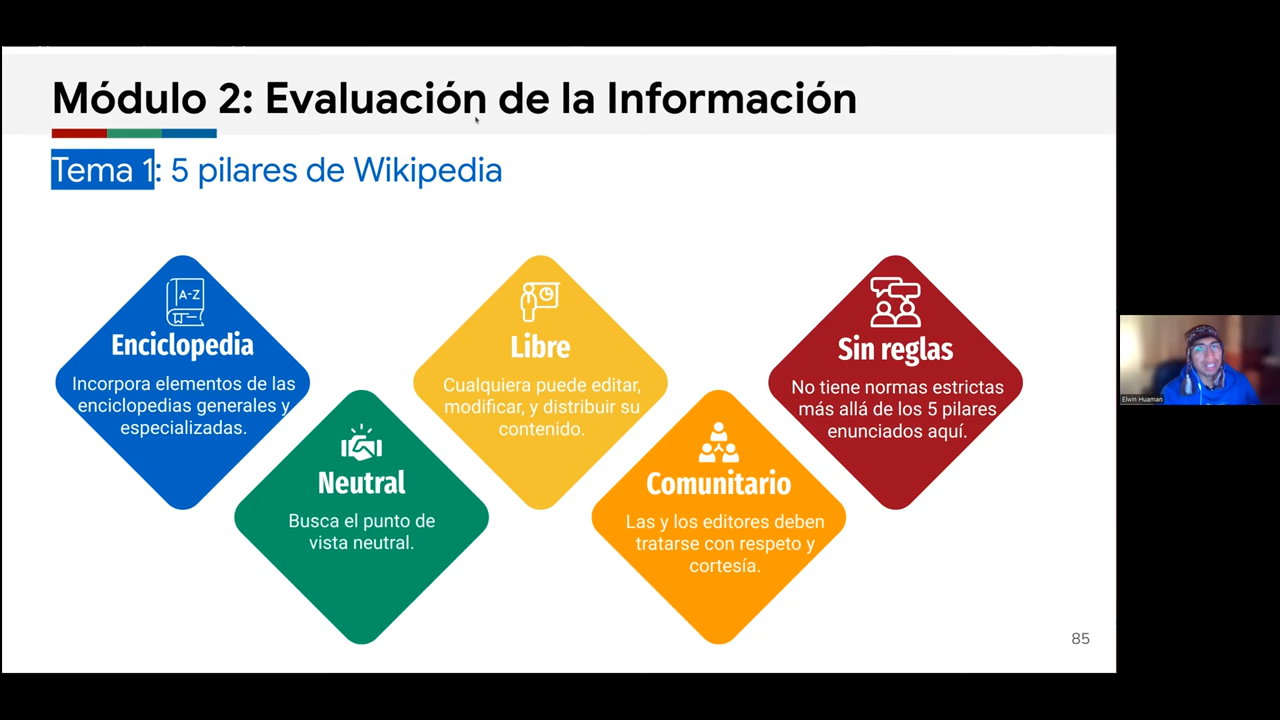 Módulo 2: Evaluación de la Información
Tema 1: 5 pilares de Wikipedia
A-Z
Enciclopedia
Incorpora elementos de las
enciclopedias generales y
especializadas.
Neutral
Busca el punto de
vista neutral.
Libre
Cualquiera puede editar,
modificar, y distribuir su
contenido.
Comunitario
Las y los editores deben
tratarse con respeto y
cortesía.
Sin reglas
No tiene normas estrictas
más allá de los 5 pilares
enunciados aquí.
85
Elwin Huaman